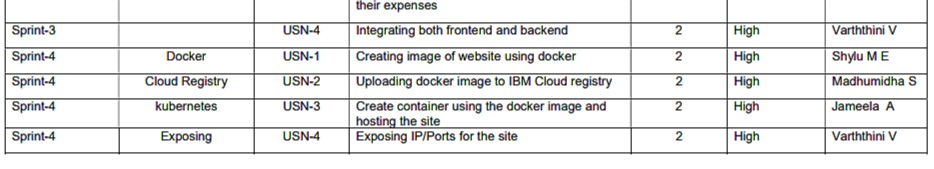 their expenses
Sprint-3 USN-4 Integrating both frontend and backend 2 High Varththini V
Sprint-4 Docker USN-1 Creating image of website using docker 2 High Shylu M E
Sprint-4 Cloud Registry USN-2 Uploading docker image to IBM Cloud registry 2 High Madhumidha S
Sprint-4 kubernetes USN-3 Create container using the docker image and 2 High Jameela A
hosting the site
Sprint-4 Exposing USN-4 Exposing IP/Ports for the site 2 High Varththini V